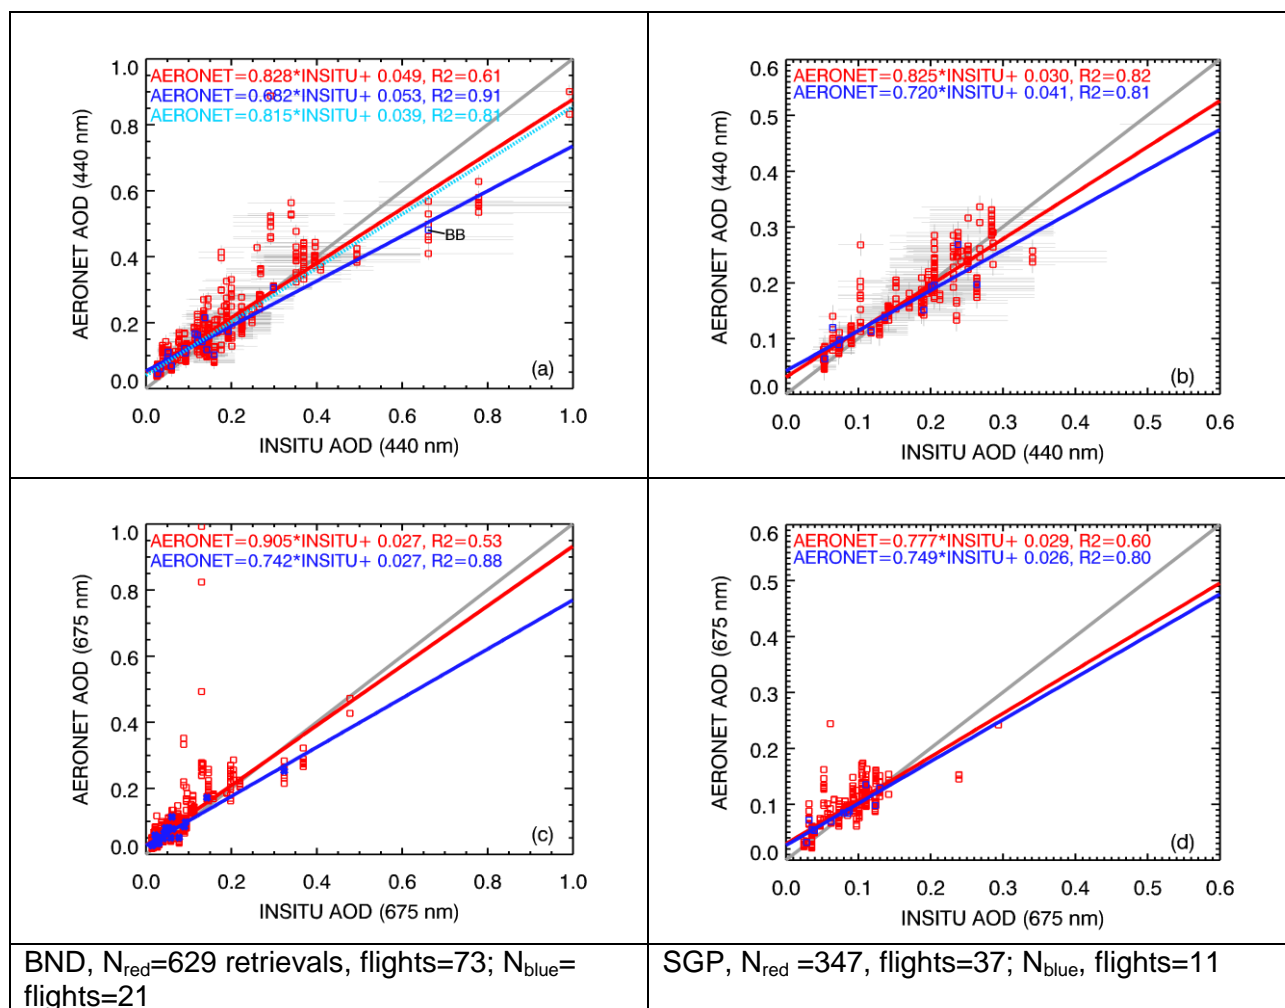 AERONET=0.828*INSITU+ 0.049, R2=0.61
AERONET=0.682*INSITU+ 0.053, R2=0.91
AERONET=0.815*INSITU+ 0.039, R2=0.81
1.0
0.8
0.6
0.4
0.2
0.0
AERONET AOD (440 nm)
BB
(a)
0.0 0.2 0.4 0.6 0.8 1.0
INSITU AOD (440 nm)
AERONET=0.825*INSITU+ 0.030, R2=0.82
AERONET=0.720*INSITU+ 0.041, R2=0.81
0.6
0.5
0.4
0.3
0.2
0.1
0.0
AERONET AOD (440 nm)
(b)
0.0 0.1 0.2 0.3 0.4 0.5 0.6
INSITU AOD (440 nm)
AERONET=0.905*INSITU+ 0.027, R2=0.53
AERONET=0.742*INSITU+ 0.027, R2=0.88
1.0
0.8
0.6
0.4
0.2
0.0
AERONET AOD (675 nm)
(c)
0.0 0.2 0.4 0.6 0.8 1.0
INSITU AOD (675 nm)
AERONET=0.777*INSITU+ 0.029, R2=0.60
AERONET=0.749*INSITU+ 0.026, R2=0.80
0.6
0.5
0.4
0.3
0.2
0.1
0.0
AERONET AOD (675 nm)
(d)
0.0 0.1 0.2 0.3 0.4 0.5 0.6
INSITU AOD (675 nm)
BND, Nred=629 retrievals, flights=73; Nblue=
flights=21
SGP, Nred =347, flights=37; Nblue, flights=11